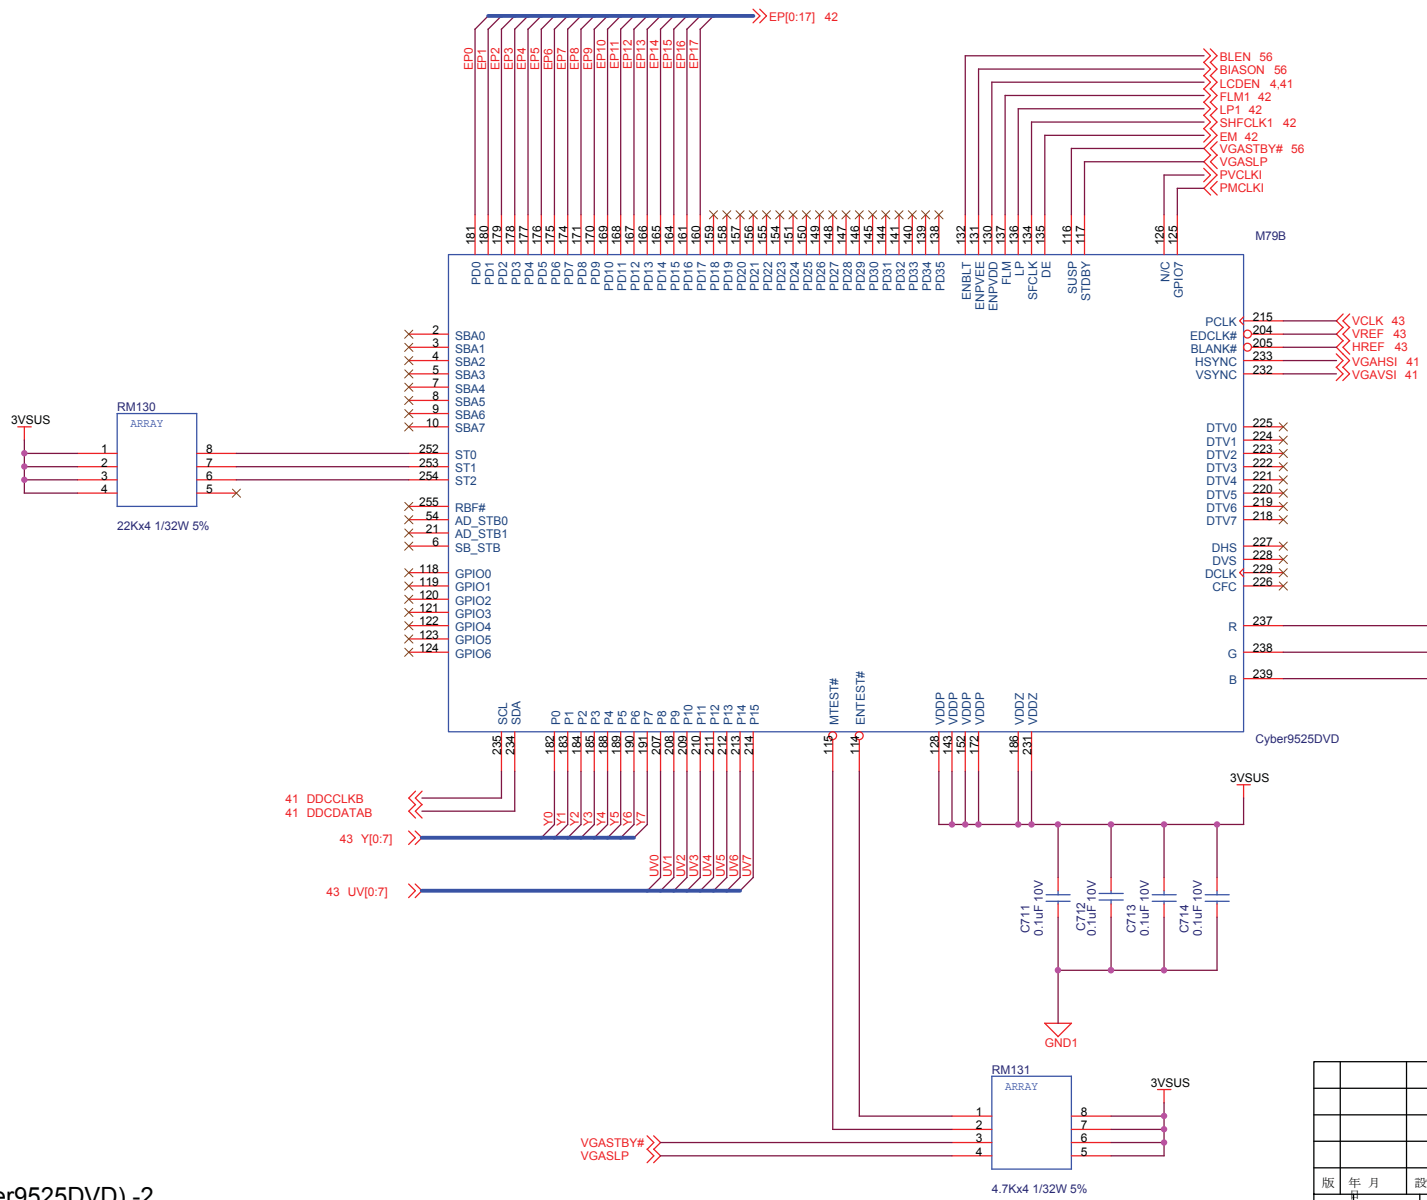 EP[0:17] 42
EP0 EP1 EP2 EP3 EP4 EP5 EP6 EP7 EP8 EP9 EP10 EP11 EP12 EP13 EP14 EP15 EP16 EP17
BLEN 56
BIASON 56
LCDEN 4,41
FLM1 42
LP1 42
SHFCLK1 42
EM 42
VGASTBY# 56
VGASLP
PVCLKI
PMCLKI
181 180 179 178 177 176 175 174 171 170 169 168 167 166 165 164 161 160 159 158 157 156 155 154 151 150 149 148 147 146 145 144 141 140 139 138
132 131 130 137 136 134 135 116 117 126 125
M79B
PD0 PD1 PD2 PD3 PD4 PD5 PD6 PD7 PD8 PD9 PD10 PD11 PD12 PD13 PD14 PD15 PD16 PD17 PD18 PD19 PD20 PD21 PD22 PD23 PD24 PD25 PD26 PD27 PD28 PD29 PD30 PD31 PD32 PD33 PD34 PD35
ENBLT ENPVEE ENPVDD FLM LP SFCLK DE SUSP STDBY N/C GPIO7
2 SBA0
3 SBA1
4 SBA2
5 SBA3
7 SBA4
8 SBA5
9 SBA6
10 SBA7
252 ST0
253 ST1
254 ST2
255 RBF#
54 AD_STB0
21 AD_STB1
6 SB_STB
118 GPIO0
119 GPIO1
120 GPIO2
121 GPIO3
122 GPIO4
123 GPIO5
124 GPIO6
3VSUS
RM130
ARRAY
1 8
2 7
3 6
4 5
22Kx4 1/32W 5%
PCLK 215 VCLK 43
EDCLK# 204 VREF 43
BLANK# 205 HREF 43
HSYNC 233 VGAHSI 41
VSYNC 232 VGAVSI 41
DTV0 225
DTV1 224
DTV2 223
DTV3 222
DTV4 221
DTV5 220
DTV6 219
DTV7 218
DHS 227
DVS 228
DCLK 229
CFC 226
R 237
G 238
B 239
SCL SDA P0 P1 P2 P3 P4 P5 P6 P7 P8 P9 P10 P11 P12 P13 P14 P15 MTEST# ENTEST# VDDP VDDP VDDP VDDP VDDZ VDDZ
235 234 182 183 184 185 188 189 190 191 207 208 209 210 211 212 213 214 115 114 128 143 152 172 186 231
Cyber9525DVD
41 DDCCLKB
41 DDCDATAB
43 Y[0:7]
Y0 Y1 Y2 Y3 Y4 Y5 Y6 Y7
43 UV[0:7]
UV0 UV1 UV2 UV3 UV4 UV5 UV6 UV7
3VSUS
C711 0.1uF 10V
C712 0.1uF 10V
C713 0.1uF 10V
C714 0.1uF 10V
GND1
RM131
ARRAY
3VSUS
1 8
2 7
VGASTBY# 3 6
VGASLP 4 5
4.7Kx4 1/32W 5%
版 年月日 設
er9525DVD) -2